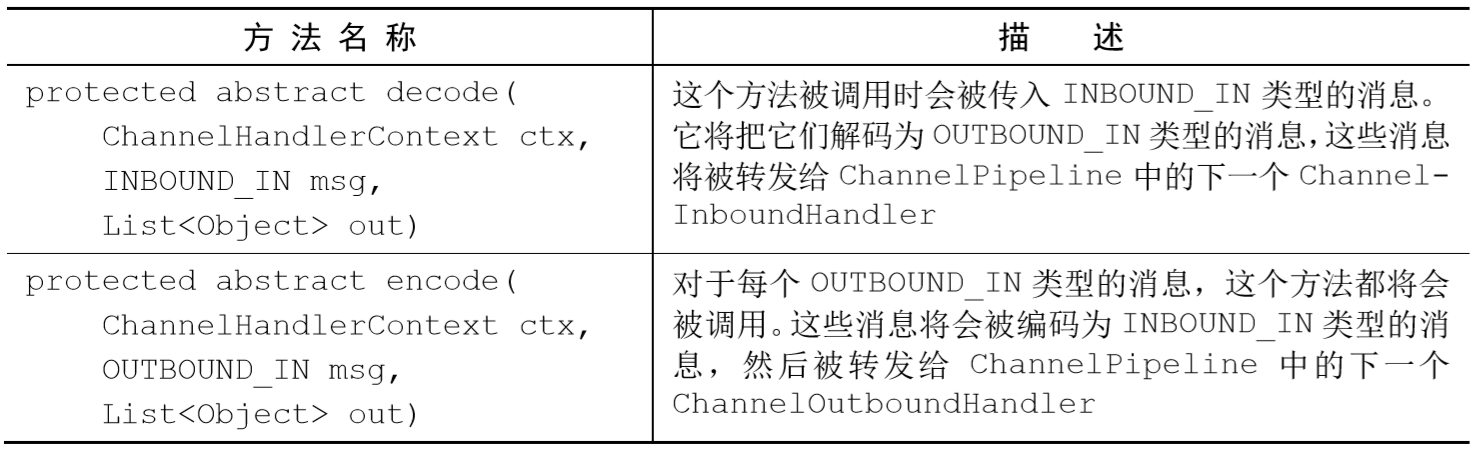 方法名称 描述
protected abstract decode(
ChannelHandlerContext ctx,
INBOUND_IN msg,
List<Object> out)
这个方法被调用时会被传入 INBOUND_IN 类型的消息。
它将把它们解码为 OUTBOUND_IN 类型的消息,这些消息
将被转发给 ChannelPipeline 中的下一个 Channel-
InboundHandler
protected abstract encode(
ChannelHandlerContext ctx,
OUTBOUND_IN msg,
List<Object> out)
对于每个 OUTBOUND_IN 类型的消息，这个方法都将会
被调用。这些消息将会被编码为 INBOUND_IN 类型的消
息，然后被转发给 ChannelPipeline 中的下一个
ChannelOutboundHandler